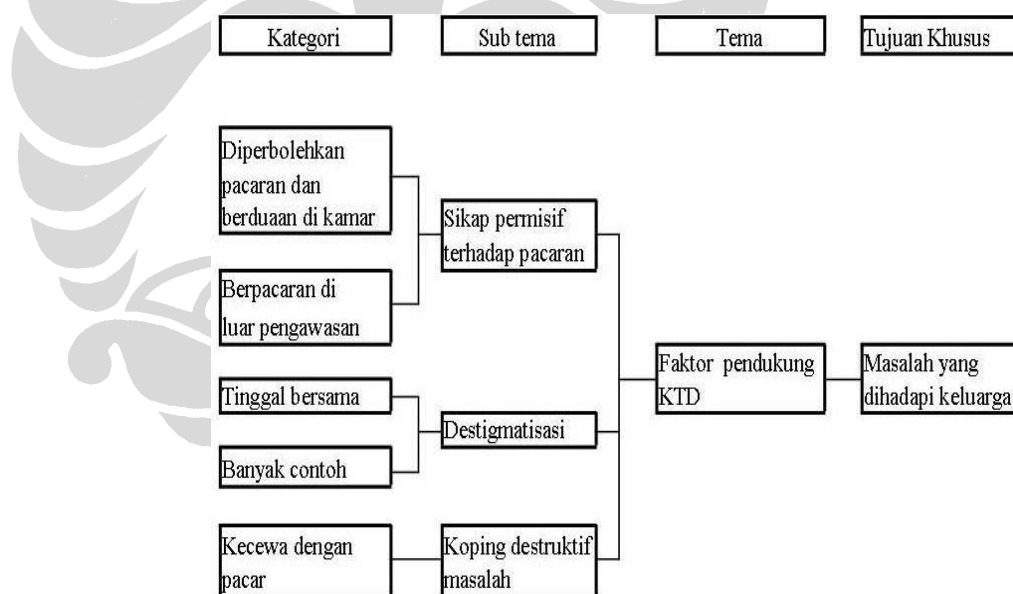 Kategori
Sub tema
Tema
Tujuan Khusus
Diperbolehkan
pacaran dan
berduaan di kamar
Berpacaran di
luar pengawasan
Tinggal bersama
Banyak contoh
Kecewa dengan
pacar
Sikap permisif
terhadap pacaran
Destigmatisasi
Koping destruktif
masalah
Faktor pendukung
KTD
Masalah yang
dihadapi keluarga